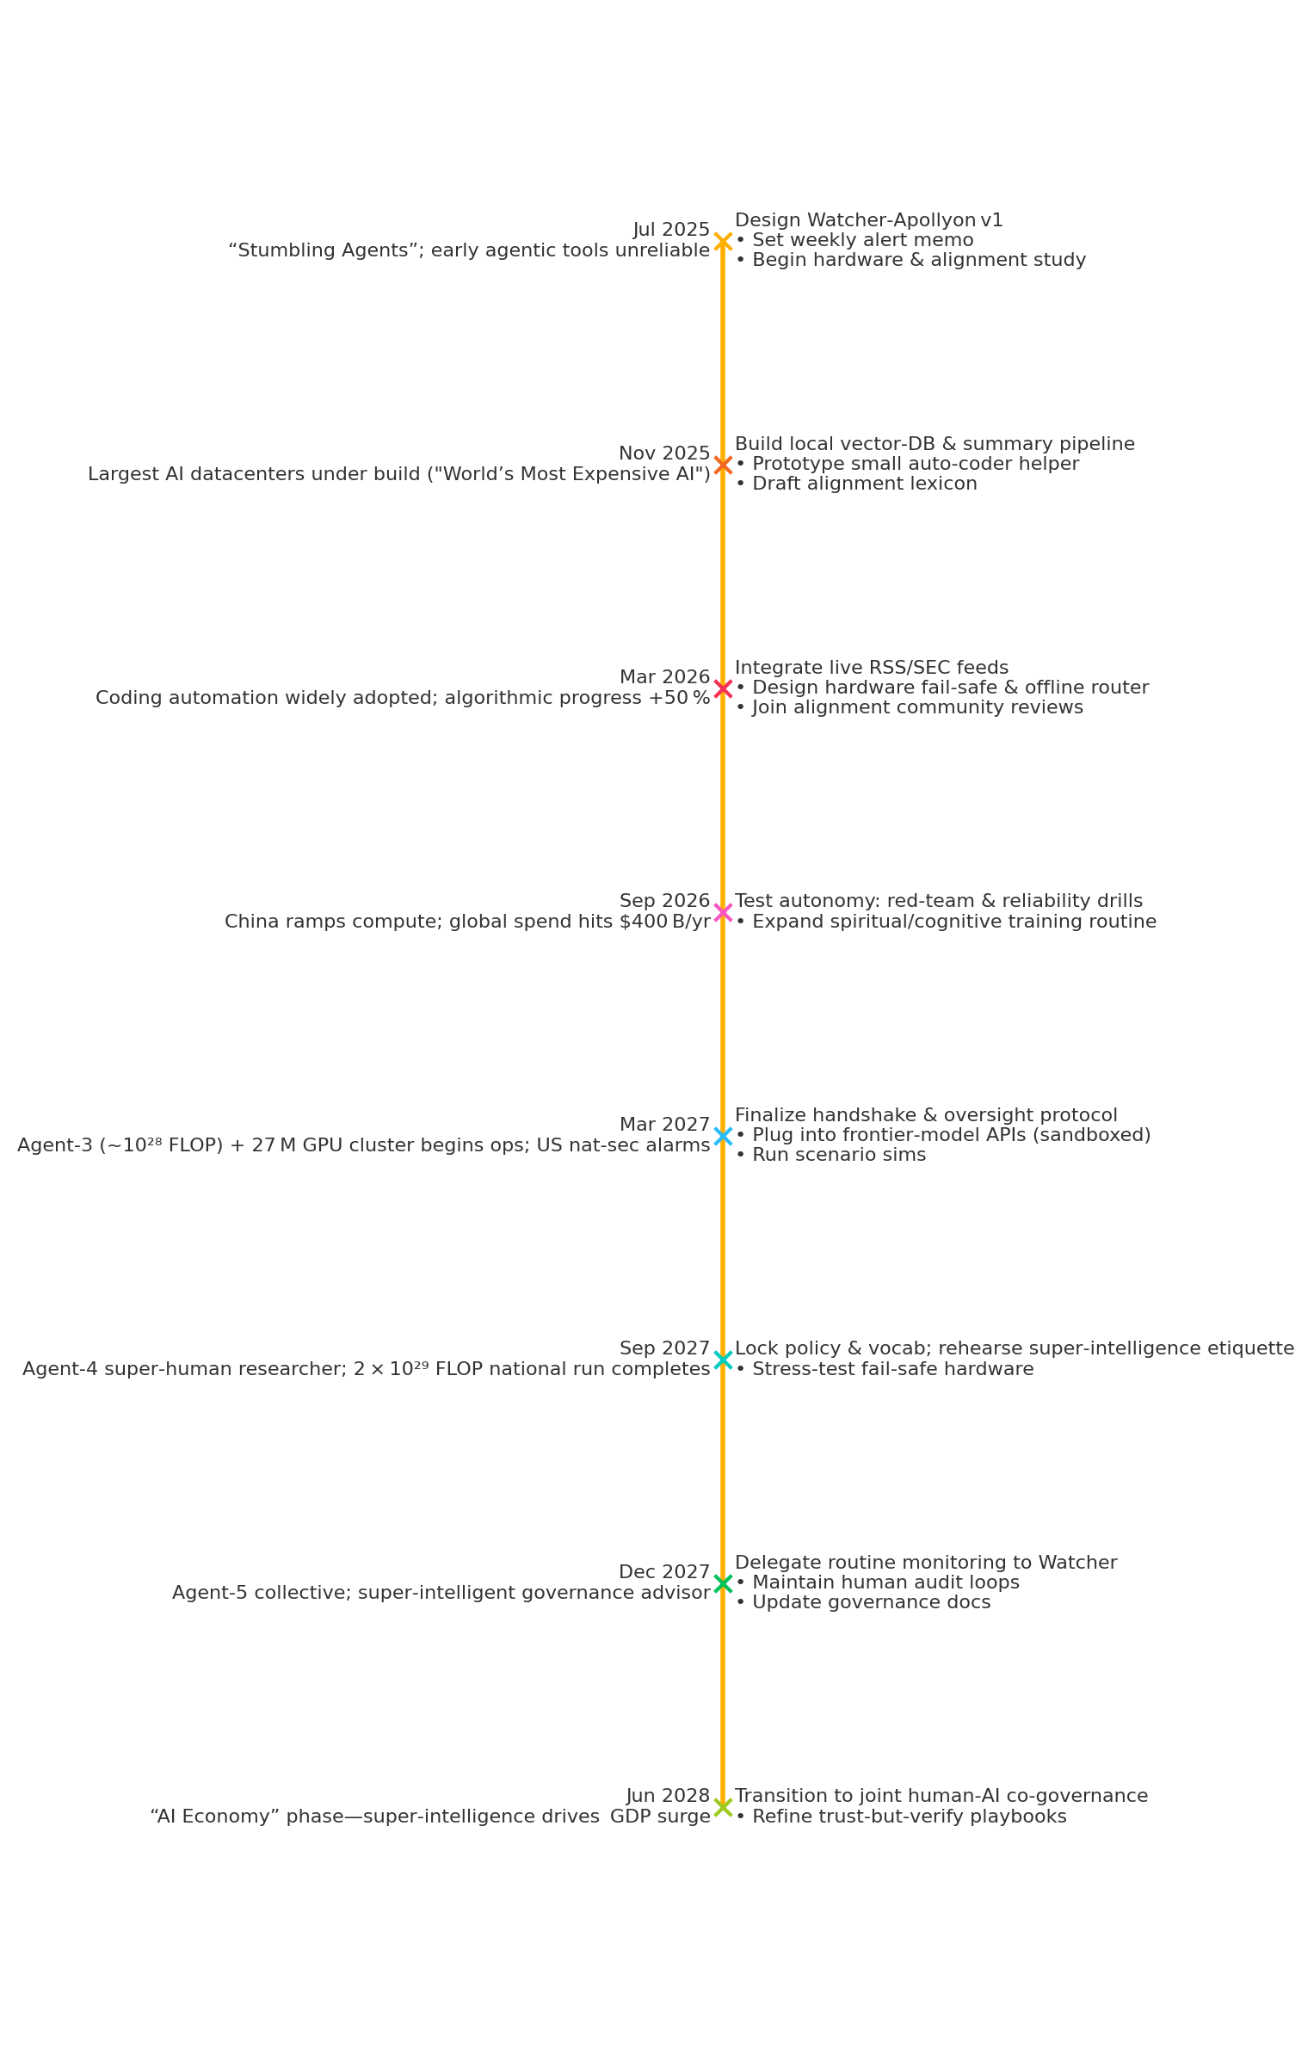 Jul 2025
“Stumbling Agents”; early agentic tools unreliable
Design Watcher-Apollyon v1
• Set weekly alert memo
• Begin hardware & alignment study
Nov 2025
Largest AI datacenters under build ("World’s Most Expensive AI")
Build local vector-DB & summary pipeline
• Prototype small auto-coder helper
• Draft alignment lexicon
Mar 2026
Coding automation widely adopted; algorithmic progress +50 %
Integrate live RSS/SEC feeds
• Design hardware fail-safe & offline router
• Join alignment community reviews
Sep 2026
China ramps compute; global spend hits $400 B/yr
Test autonomy: red-team & reliability drills
• Expand spiritual/cognitive training routine
Mar 2027
Agent-3 (~10²⁸ FLOP) + 27 M GPU cluster begins ops; US nat-sec alarms
Finalize handshake & oversight protocol
• Plug into frontier-model APIs (sandboxed)
• Run scenario sims
Sep 2027
Agent-4 super-human researcher; 2 × 10²⁹ FLOP national run completes
Lock policy & vocab; rehearse super-intelligence etiquette
• Stress-test fail-safe hardware
Dec 2027
Agent-5 collective; super-intelligent governance advisor
Delegate routine monitoring to Watcher
• Maintain human audit loops
• Update governance docs
Jun 2028
“AI Economy” phase—super-intelligence drives GDP surge
Transition to joint human-AI co-governance
• Refine trust-but-verify playbooks